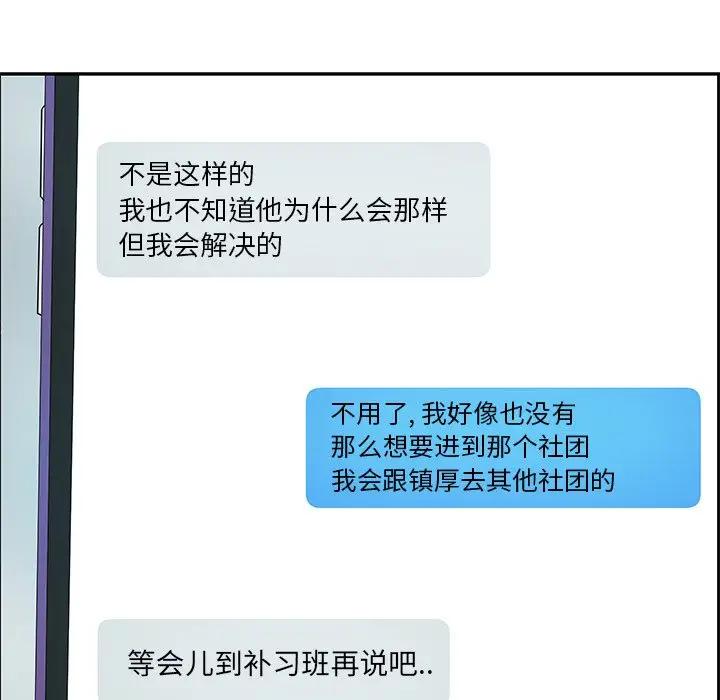 不是这样的
我也不知道他为什么会那样
但我会解决的
不用了, 我好像也没有
那么想要进到那个社团
我会跟镇厚去其他社团的
等会儿到补习班再说吧..